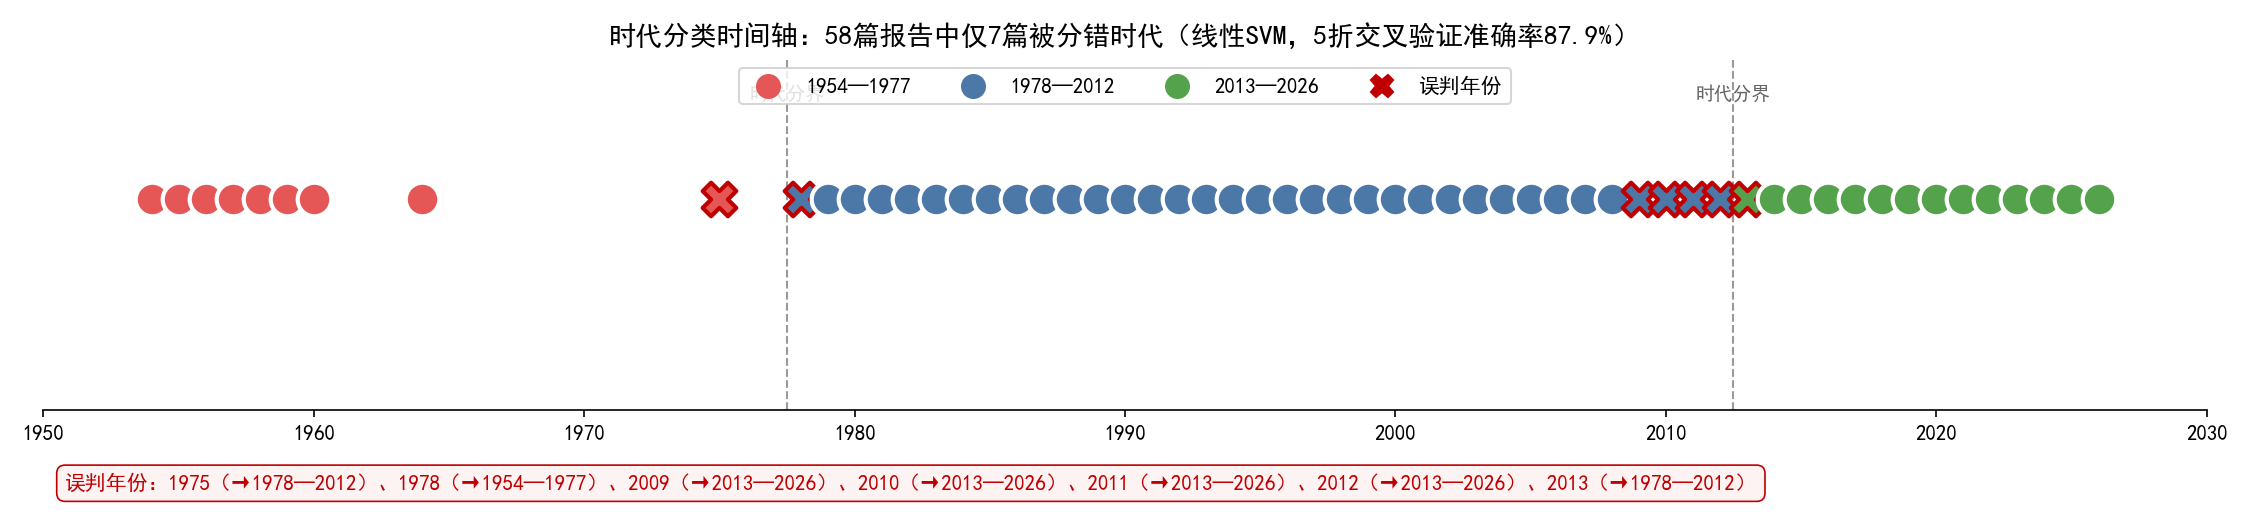 时代分类时间轴：58篇报告中仅7篇被分错时代（线性SVM，5折交叉验证准确率87.9%）
1954—1977 1978—2012 2013—2026 误判年份
时代分界 时代分界
1950 1960 1970 1980 1990 2000 2010 2020 2030
误判年份：1975（→1978—2012）、1978（→1954—1977）、2009（→2013—2026）、2010（→2013—2026）、2011（→2013—2026）、2012（→2013—2026）、2013（→1978—2012）